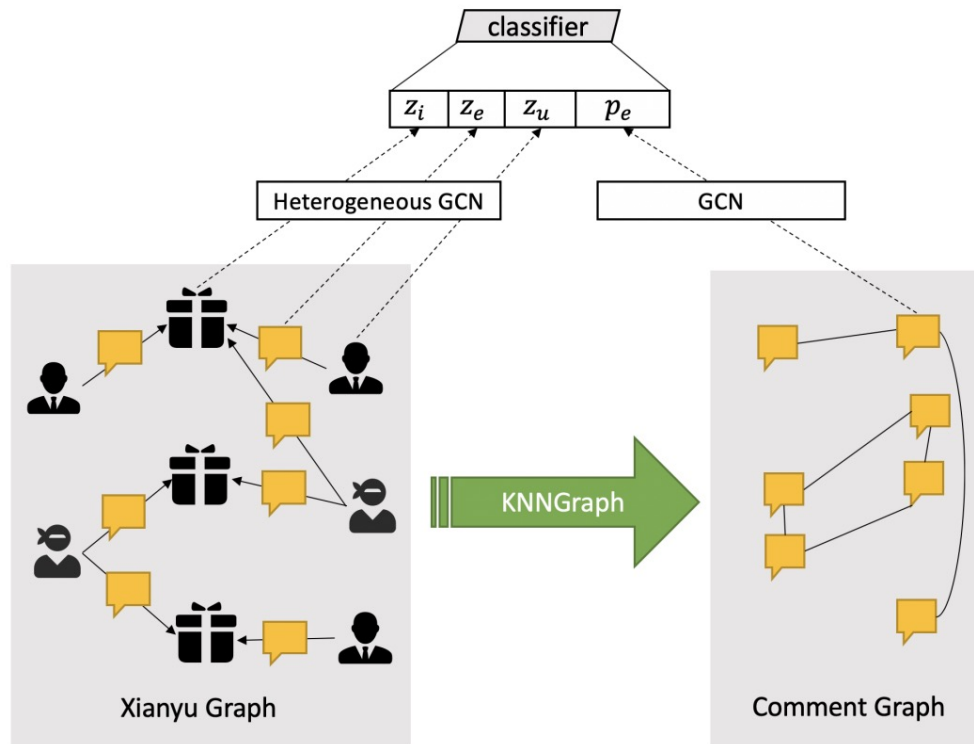 classifier
z_i z_e z_u p_e
Heterogeneous GCN
GCN
KNNGraph
Xianyu Graph
Comment Graph